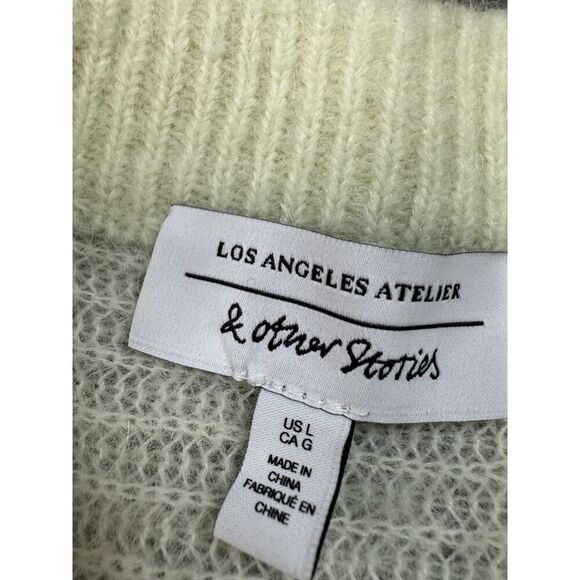 LOS ANGELES ATELIER
& other Stories
US L
CA G
MADE IN
CHINA
FABRIQUÉ EN
CHINE